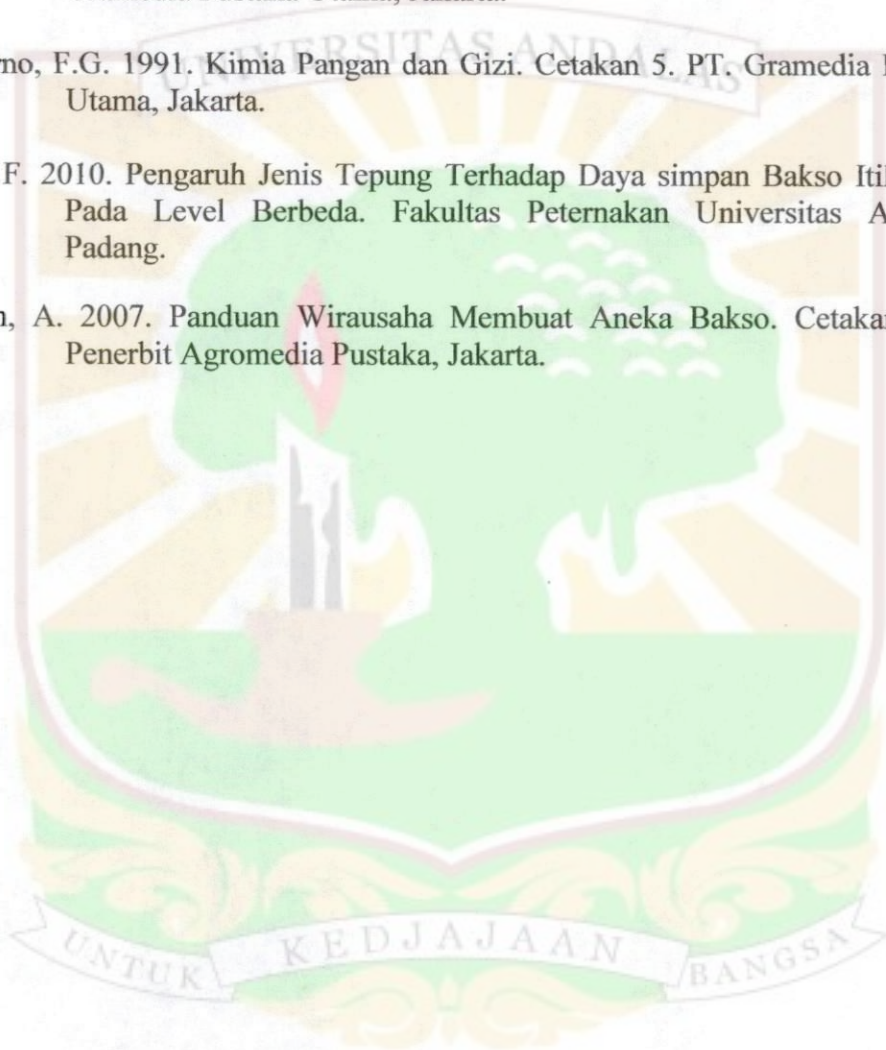 UNIVERSITAS ANDALAS
no, F.G. 1991. Kimia Pangan dan Gizi. Cetakan 5. PT. Gramedia
Utama, Jakarta.
F. 2010. Pengaruh Jenis Tepung Terhadap Daya simpan Bakso Iti
Pada Level Berbeda. Fakultas Peternakan Universitas A
Padang.
, A. 2007. Panduan Wirausaha Membuat Aneka Bakso. Cetakan
Penerbit Agromedia Pustaka, Jakarta.
UNTUK KEDJAJAAN BANGSA